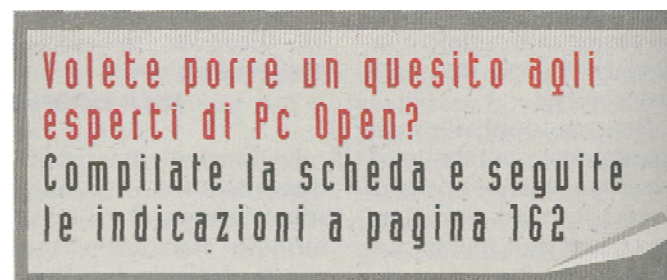 Volete porre un quesito agli
esperti di Pc Open?
Compilate la scheda e seguite
le indicazioni a pagina 162